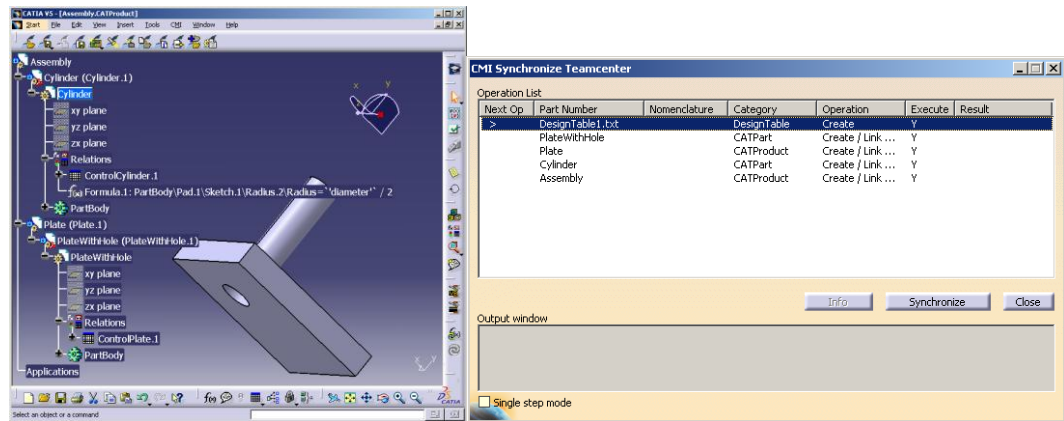 CATIA V5 - [Assembly.CATProduct]
Start File Edit View Insert Tools CMI Window Help
Assembly
Cylinder (Cylinder.1)
Cylinder
xy plane
yz plane
zx plane
Relations
ControlCylinder.1
Formula.1: PartBody\Pad.1\Sketch.1\Radius.2\Radius=`'diameter'` / 2
PartBody
Plate (Plate.1)
PlateWithHole (PlateWithHole.1)
PlateWithHole
xy plane
yz plane
zx plane
Relations
ControlPlate.1
PartBody
Applications
x y
x y
CATIA
Select an object or a command
CMI Synchronize Teamcenter
Operation List
Next Op Part Number Nomenclature Category Operation Execute Result
> DesignTable1.txt DesignTable Create Y
PlateWithHole CATPart Create / Link ... Y
Plate CATProduct Create / Link ... Y
Cylinder CATPart Create / Link ... Y
Assembly CATProduct Create / Link ... Y
Info Synchronize Close
Output window
Single step mode